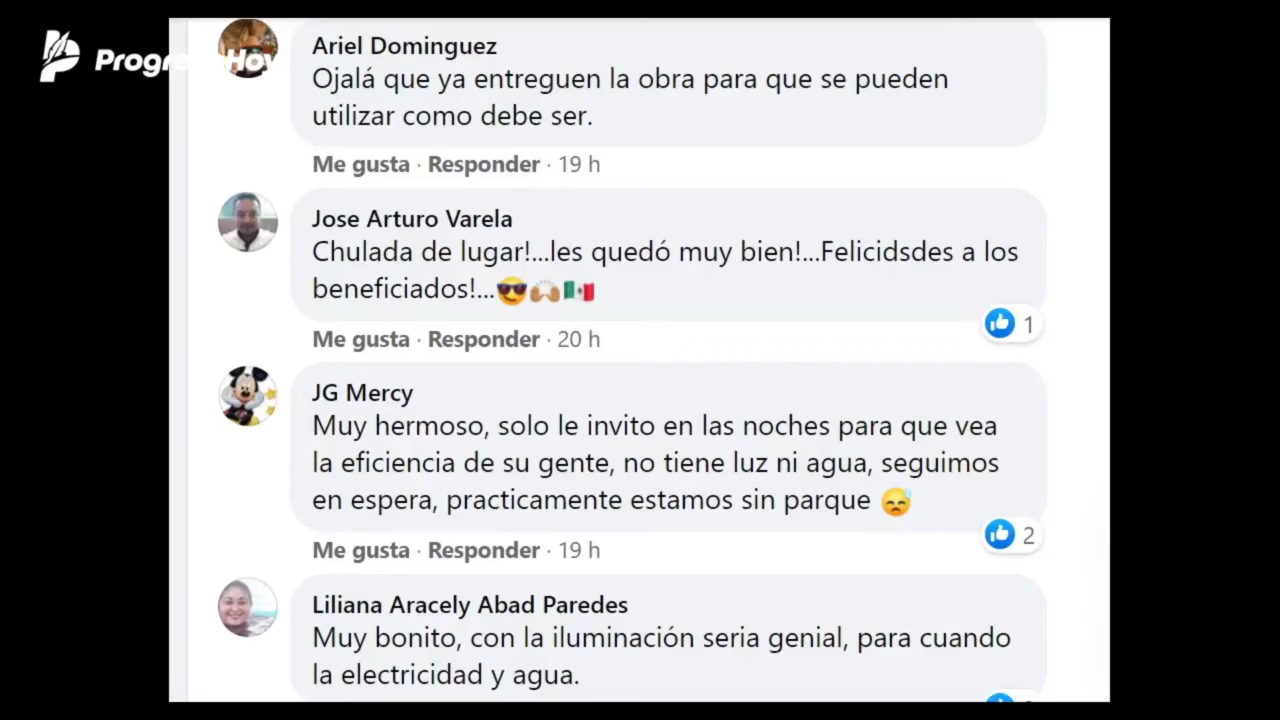 Progreso Hoy
Ariel Dominguez
Ojalá que ya entreguen la obra para que se pueden
utilizar como debe ser.
Me gusta · Responder · 19 h
Jose Arturo Varela
Chulada de lugar!...les quedó muy bien!...Felicidsdes a los
beneficiados!...😎🙌🏽🇲🇽
1
Me gusta · Responder · 20 h
JG Mercy
Muy hermoso, solo le invito en las noches para que vea
la eficiencia de su gente, no tiene luz ni agua, seguimos
en espera, practicamente estamos sin parque 😓
2
Me gusta · Responder · 19 h
Liliana Aracely Abad Paredes
Muy bonito, con la iluminación seria genial, para cuando
la electricidad y agua.